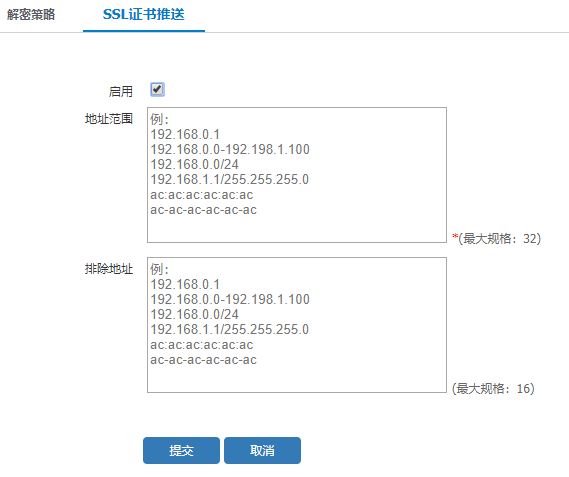 解密策略 SSL证书推送
启用
地址范围
例：
192.168.0.1
192.168.0.0-192.198.1.100
192.168.0.0/24
192.168.1.1/255.255.255.0
ac:ac:ac:ac:ac:ac
ac-ac-ac-ac-ac-ac
*(最大规格：32)
排除地址
例：
192.168.0.1
192.168.0.0-192.198.1.100
192.168.0.0/24
192.168.1.1/255.255.255.0
ac:ac:ac:ac:ac:ac
ac-ac-ac-ac-ac-ac
(最大规格：16)
提交 取消